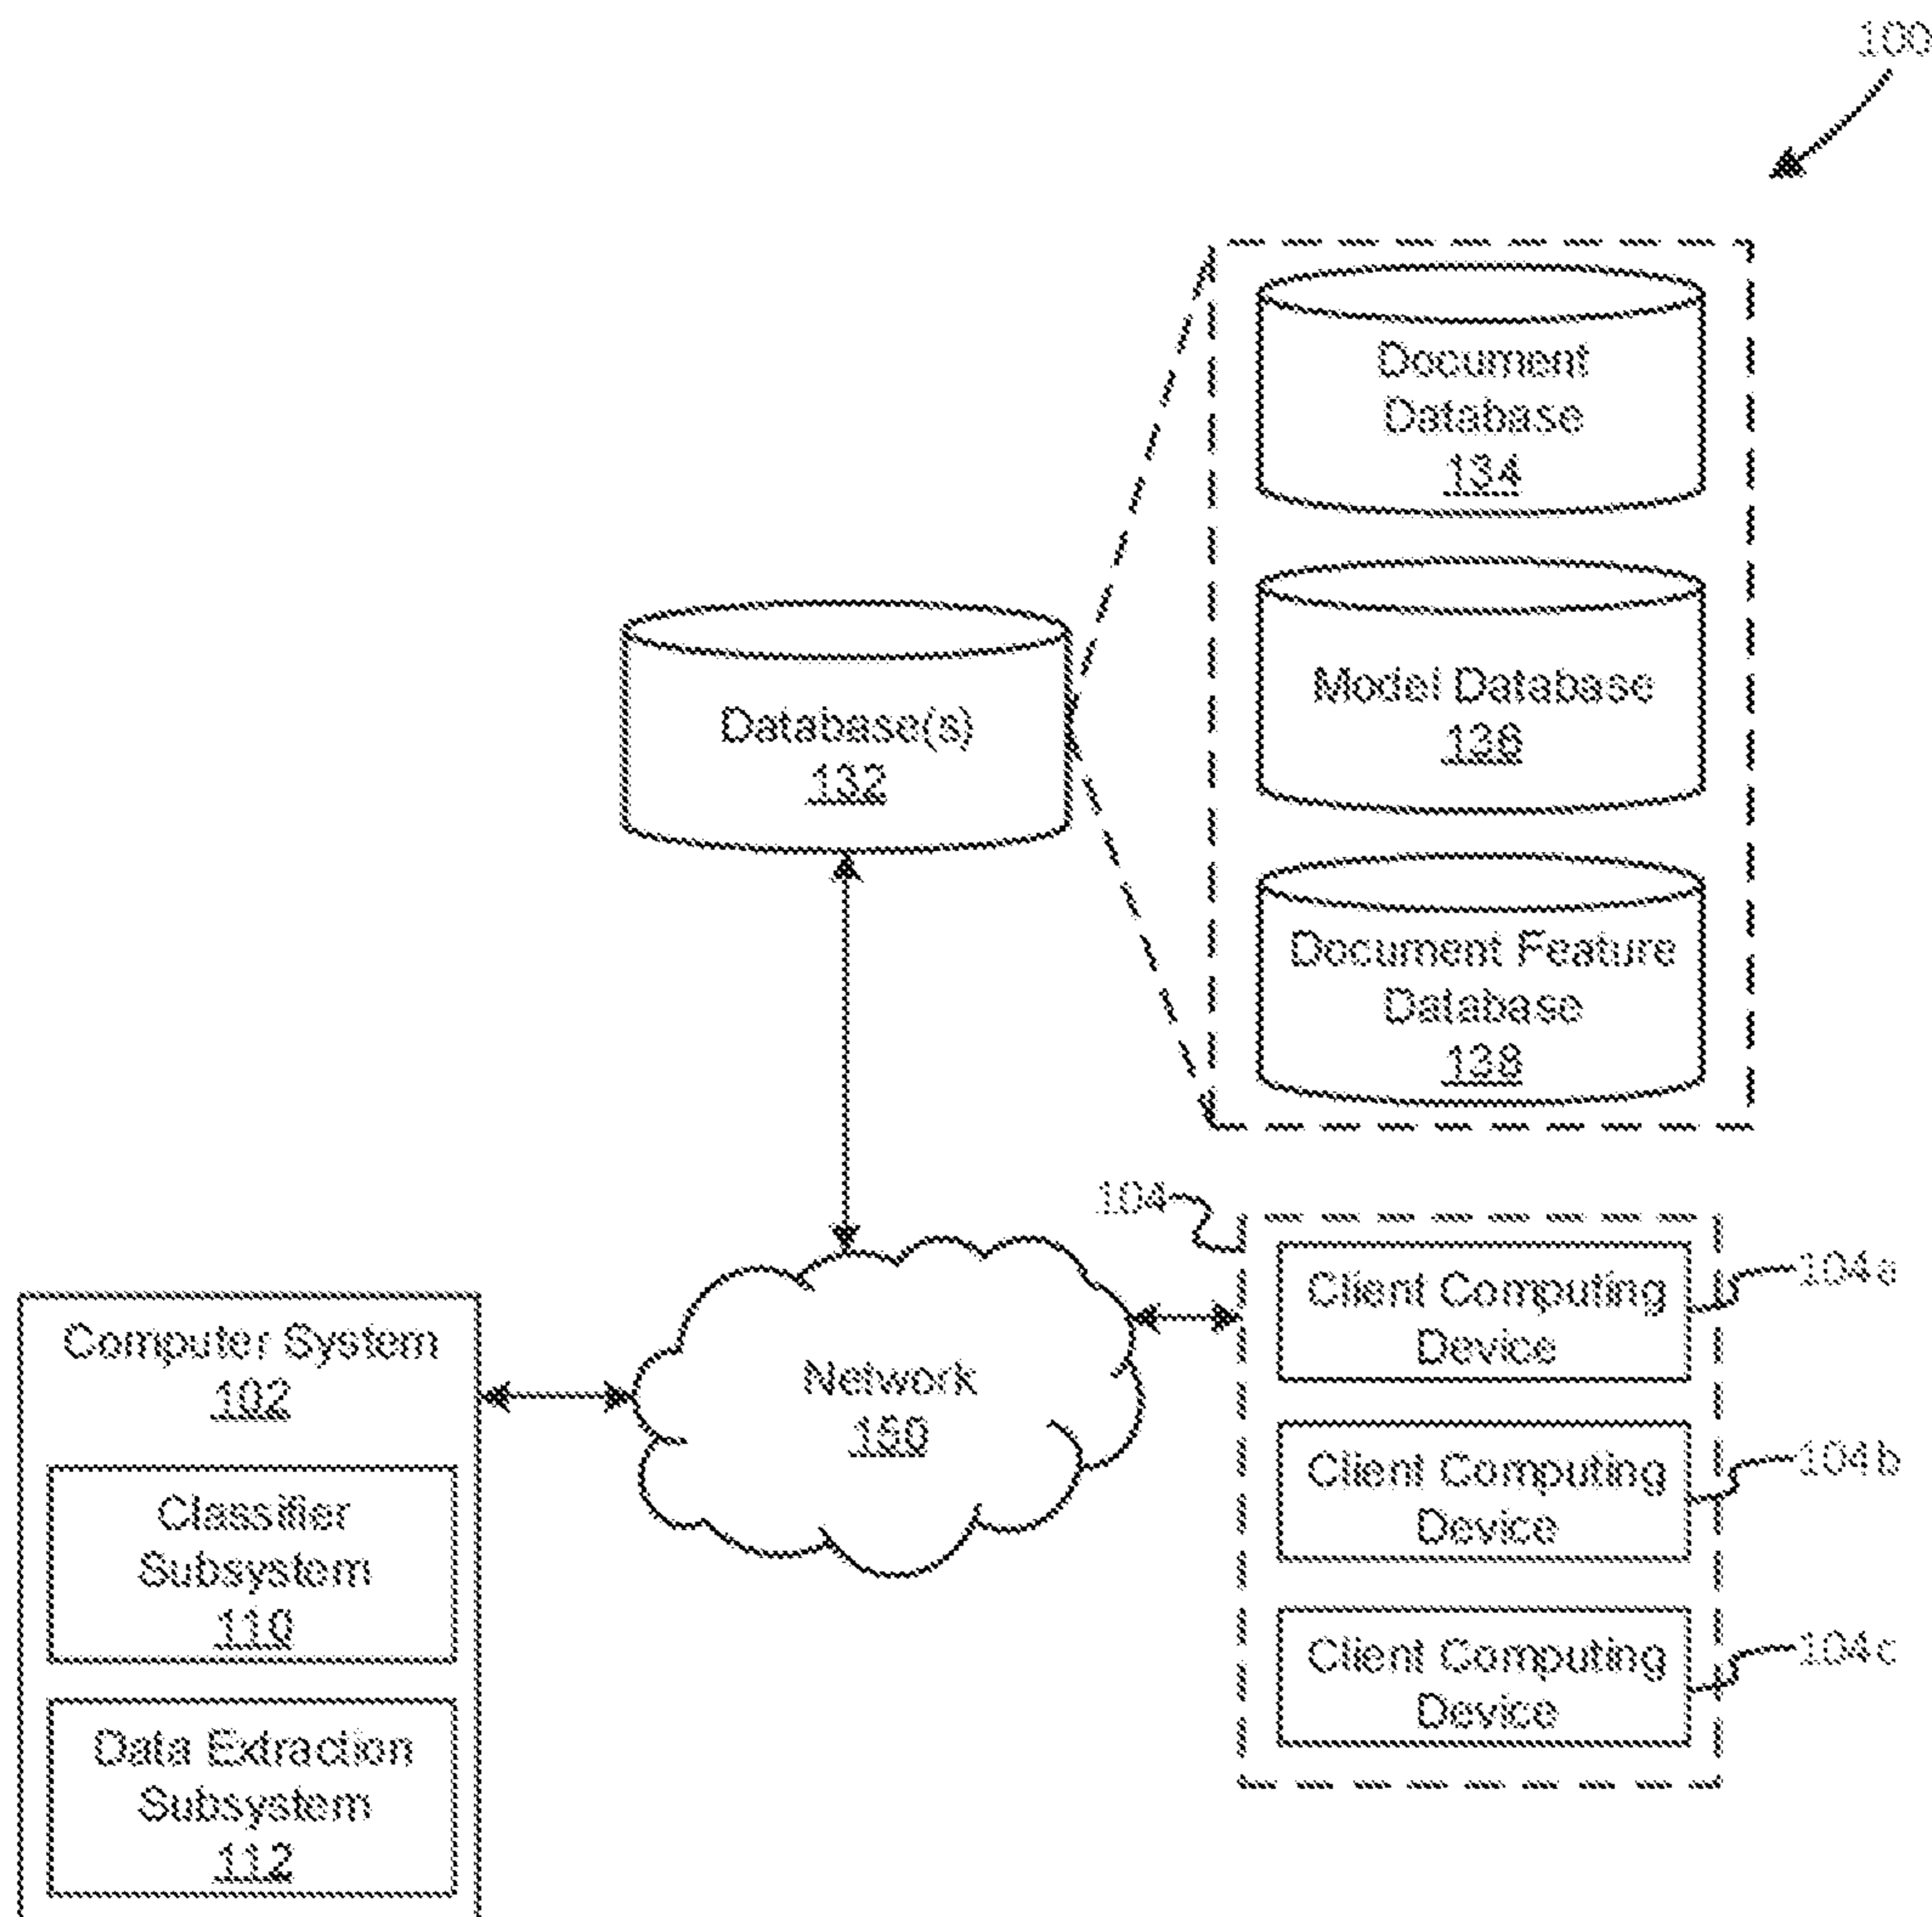 100
Document
Database
134
Model Database
136
Document Feature
Database
138
Database(s)
132
104
Client Computing
Device
104a
Client Computing
Device
104b
Client Computing
Device
104c
Network
150
Computer System
102
Classifier
Subsystem
110
Data Extraction
Subsystem
112